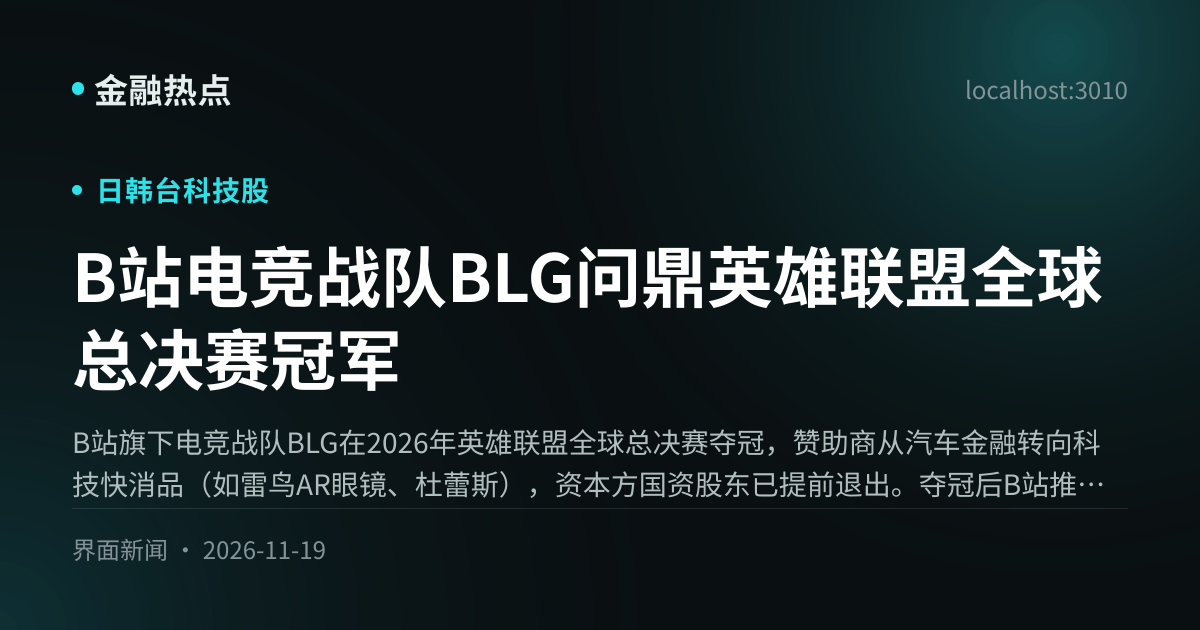 金融热点
localhost:3010
日韩台科技股
B站电竞战队BLG问鼎英雄联盟全球
总决赛冠军
B站旗下电竞战队BLG在2026年英雄联盟全球总决赛夺冠，赞助商从汽车金融转向科
技快消品（如雷鸟AR眼镜、杜蕾斯），资本方国资股东已提前退出。夺冠后B站推…
界面新闻 · 2026-11-19